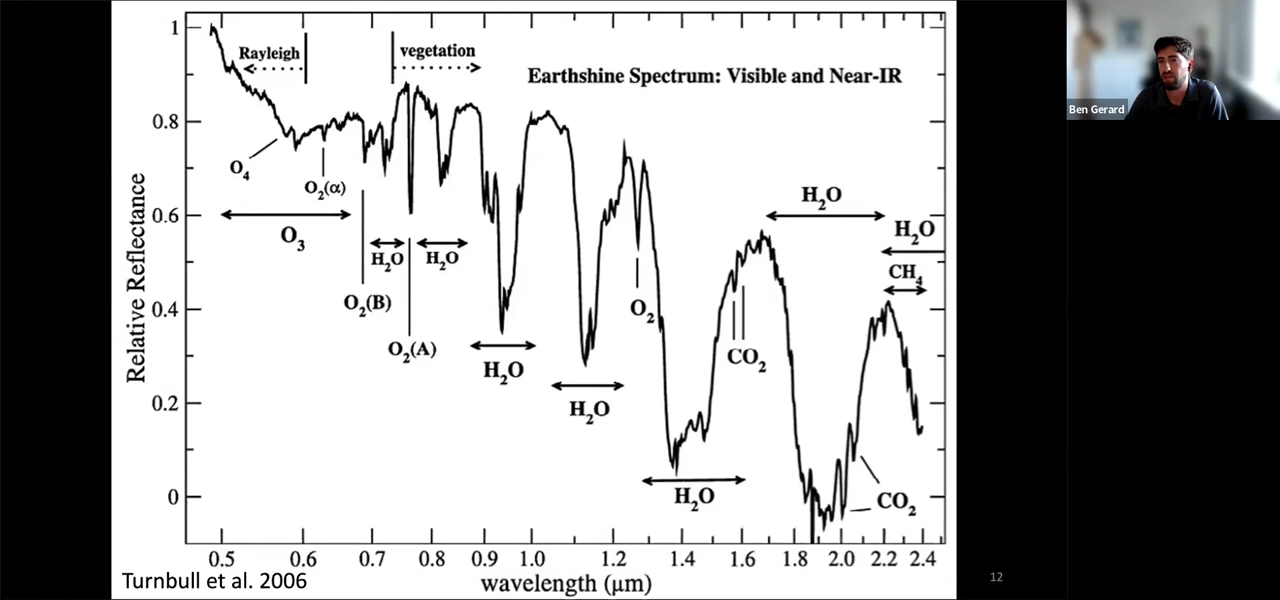 Earthshine Spectrum: Visible and Near-IR
Rayleigh
vegetation
Relative Reflectance
1
0.8
0.6
0.4
0.2
0
O₄
O₂(α)
O₃
O₂(B)
H₂O
H₂O
O₂(A)
H₂O
H₂O
O₂
H₂O
CO₂
H₂O
H₂O
CH₄
CO₂
0.5 0.6 0.7 0.8 0.9 1.0 1.2 1.4 1.6 1.8 2.0 2.2 2.4
wavelength (μm)
Turnbull et al. 2006
12
Ben Gerard